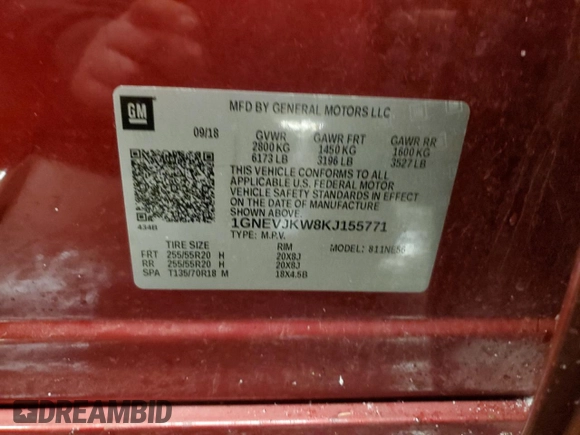 GM
MFD BY GENERAL MOTORS LLC
09/18 GVWR GAWR FRT GAWR RR
2800 KG 1450 KG 1600 KG
6173 LB 3196 LB 3527 LB
THIS VEHICLE CONFORMS TO ALL
APPLICABLE U.S. FEDERAL MOTOR
VEHICLE SAFETY STANDARDS IN EFFECT
ON THE DATE OF MANUFACTURE
SHOWN ABOVE.
434B
1GNEVJKW8KJ155771
TYPE: M.P.V. MODEL:
TIRE SIZE RIM
FRT 255/55R20 H 20X8J
RR 255/55R20 H 20X8J
SPA T135/70R18 M 18X4.5B
DREAMBID